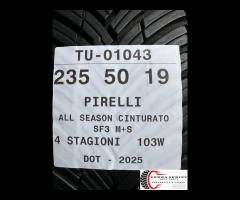 TU-01043
235 50 19
PIRELLI
ALL SEASON CINTURATO
SF3 M+S
4 STAGIONI 103W
DOT - 2025